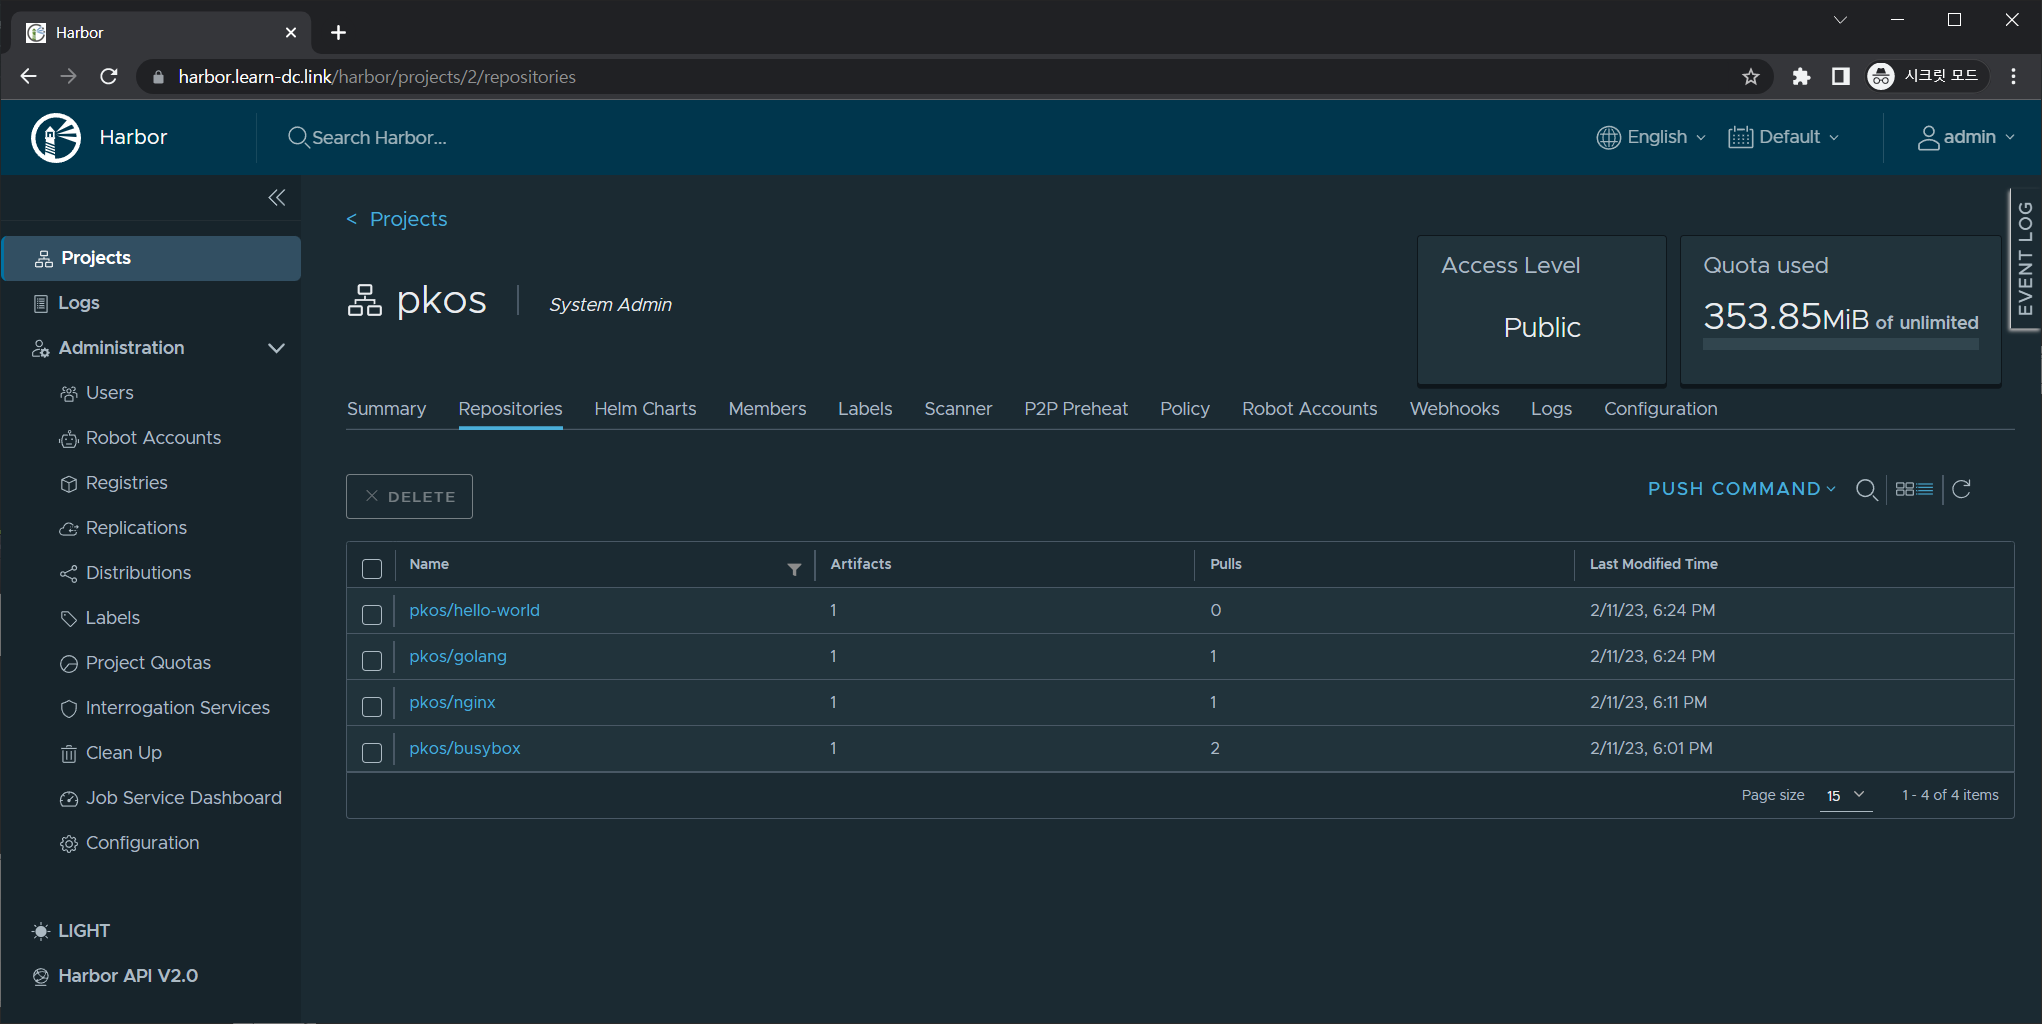 Harbor
harbor.learn-dc.link/harbor/projects/2/repositories
시크릿 모드
Harbor
Search Harbor...
English
Default
admin
< Projects
EVENT LOG
Projects
Logs
Administration
Users
Robot Accounts
Registries
Replications
Distributions
Labels
Project Quotas
Interrogation Services
Clean Up
Job Service Dashboard
Configuration
LIGHT
Harbor API V2.0
pkos
System Admin
Access Level
Public
Quota used
353.85MiB of unlimited
Summary Repositories Helm Charts Members Labels Scanner P2P Preheat Policy Robot Accounts Webhooks Logs Configuration
DELETE
PUSH COMMAND
Name Artifacts Pulls Last Modified Time
pkos/hello-world 1 0 2/11/23, 6:24 PM
pkos/golang 1 1 2/11/23, 6:24 PM
pkos/nginx 1 1 2/11/23, 6:11 PM
pkos/busybox 1 2 2/11/23, 6:01 PM
Page size 15 1 - 4 of 4 items